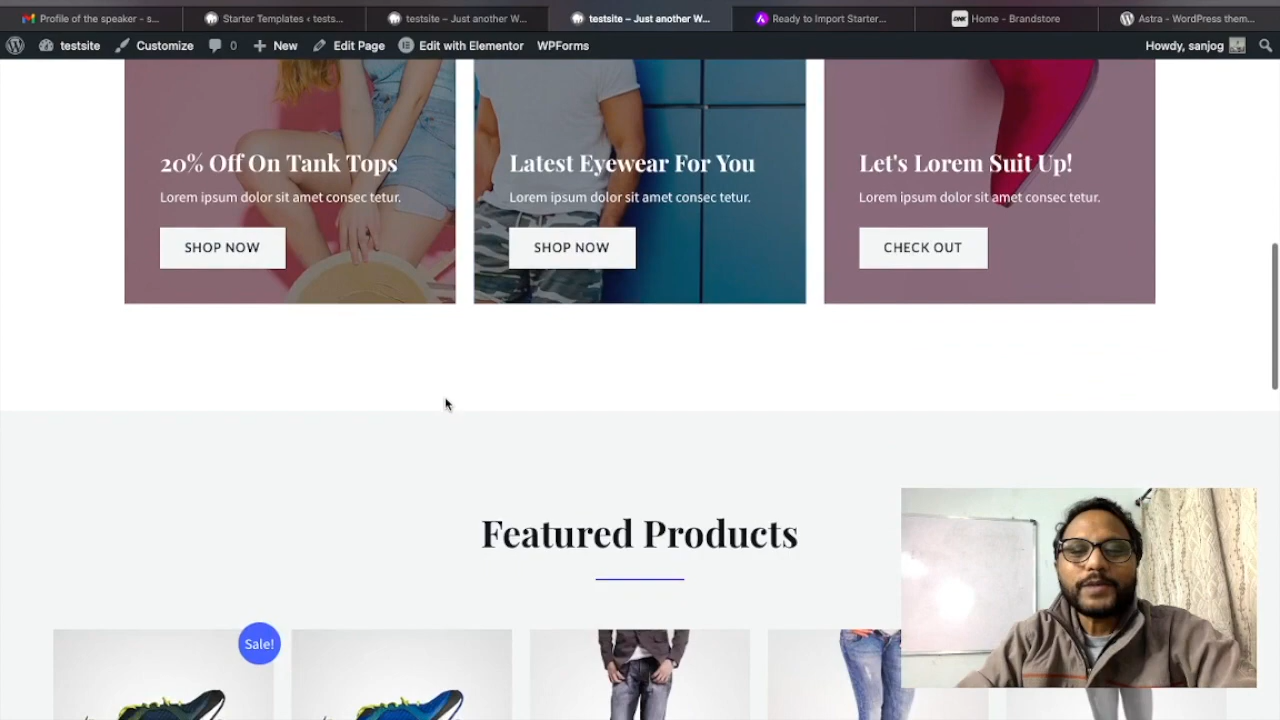 Profile of the speaker - s...
Starter Templates ‹ tests...
testsite – Just another W...
testsite – Just another W...
Ready to Import Starter...
DNK
Home - Brandstore
Astra - WordPress them...
testsite
Customize
0
New
Edit Page
Edit with Elementor
WPForms
Howdy, sanjog
20% Off On Tank Tops
Lorem ipsum dolor sit amet consec tetur.
SHOP NOW
Latest Eyewear For You
Lorem ipsum dolor sit amet consec tetur.
SHOP NOW
Let's Lorem Suit Up!
Lorem ipsum dolor sit amet consec tetur.
CHECK OUT
Featured Products
Sale!